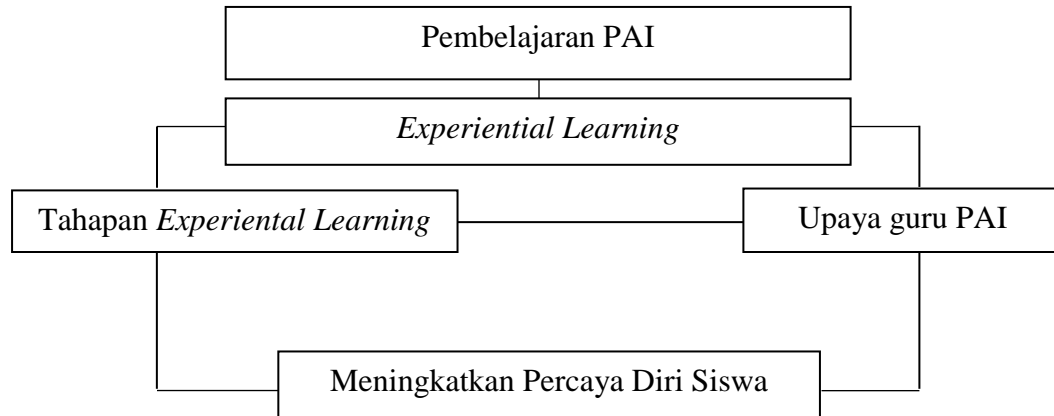 Pembelajaran PAI
Experiential Learning
Tahapan Experiental Learning
Upaya guru PAI
Meningkatkan Percaya Diri Siswa